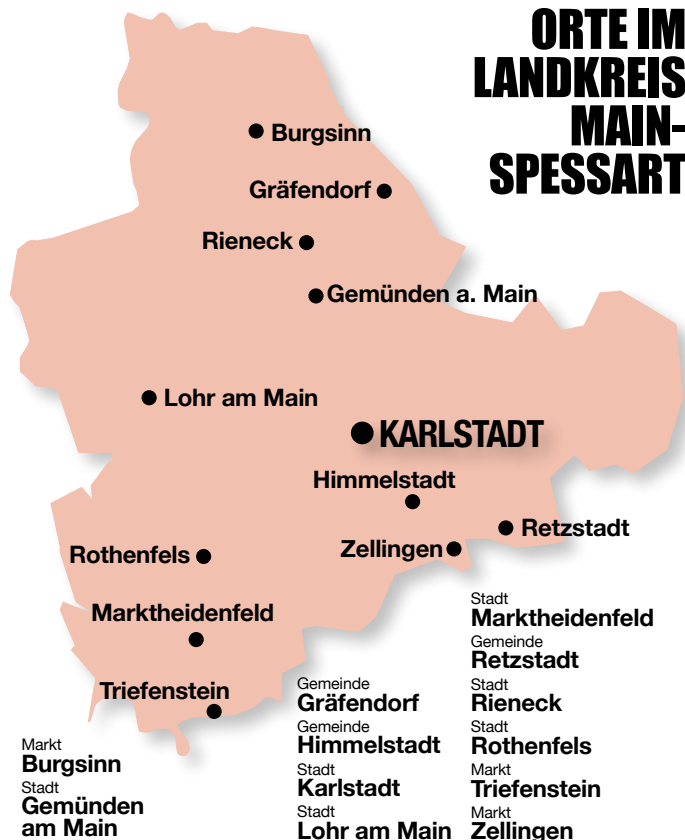 ORTE IM
LANDKREIS
MAIN-
SPESSART
Burgsinn
Gräfendorf
Rieneck
Gemünden a. Main
Lohr am Main
KARLSTADT
Himmelstadt
Retzstadt
Zellingen
Rothenfels
Marktheidenfeld
Triefenstein
Markt
Burgsinn
Stadt
Gemünden
am Main
Gemeinde
Gräfendorf
Gemeinde
Himmelstadt
Stadt
Karlstadt
Stadt
Lohr am Main
Stadt
Marktheidenfeld
Gemeinde
Retzstadt
Stadt
Rieneck
Stadt
Rothenfels
Markt
Triefenstein
Markt
Zellingen